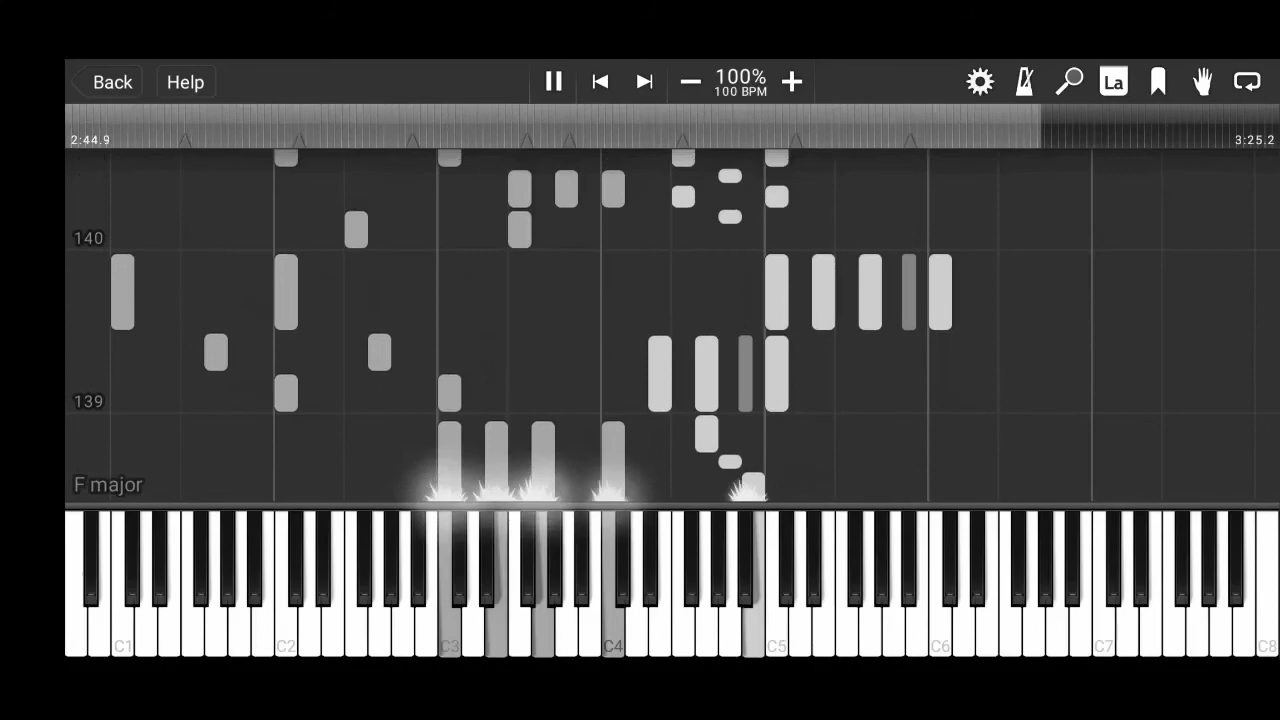 Back Help 100% La
100 BPM
2:44.9 3:25.2
140
139
F major
C1 C2 C3 C4 C5 C6 C7 C8